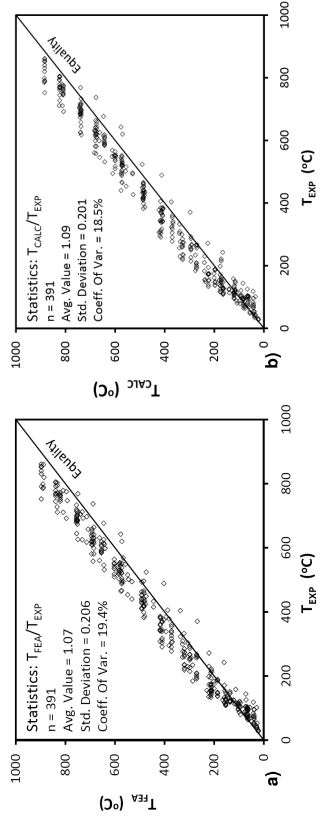 1000
800
600
400
200
0
T_FEA (°C)
Statistics: T_FEA/T_EXP
n = 391
Avg. Value = 1.07
Std. Deviation = 0.206
Coeff. Of Var. = 19.4%
Equality
0
200
400
600
800
1000
T_EXP (°C)
a)
1000
800
600
400
200
0
T_CALC (°C)
Statistics: T_CALC/T_EXP
n = 391
Avg. Value = 1.09
Std. Deviation = 0.201
Coeff. Of Var. = 18.5%
Equality
0
200
400
600
800
1000
T_EXP (°C)
b)